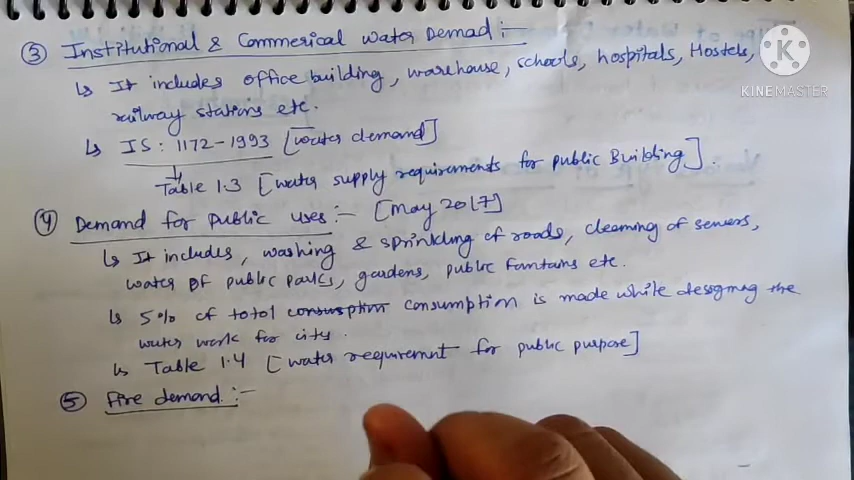 ③ Institutional & Commerical water Demad :-
↳ It includes office building, warehouse, schools, hospitals, Hostels,
railway stations etc.
↳ IS: 1172-1993 [water demand]
↓
Table 1.3 [water supply requirements for public Building].
④ Demand for public uses:- [May 2017]
↳ It includes, washing & sprinkling of roads, cleaning of sewers,
water of public parks, gardens, public fantains etc.
↳ 5% of total consumption consumption is made while designing the
water work for city.
↳ Table 1.4 [water requiremnt for public purpose]
⑤ Fire demand:-
KINEMASTER